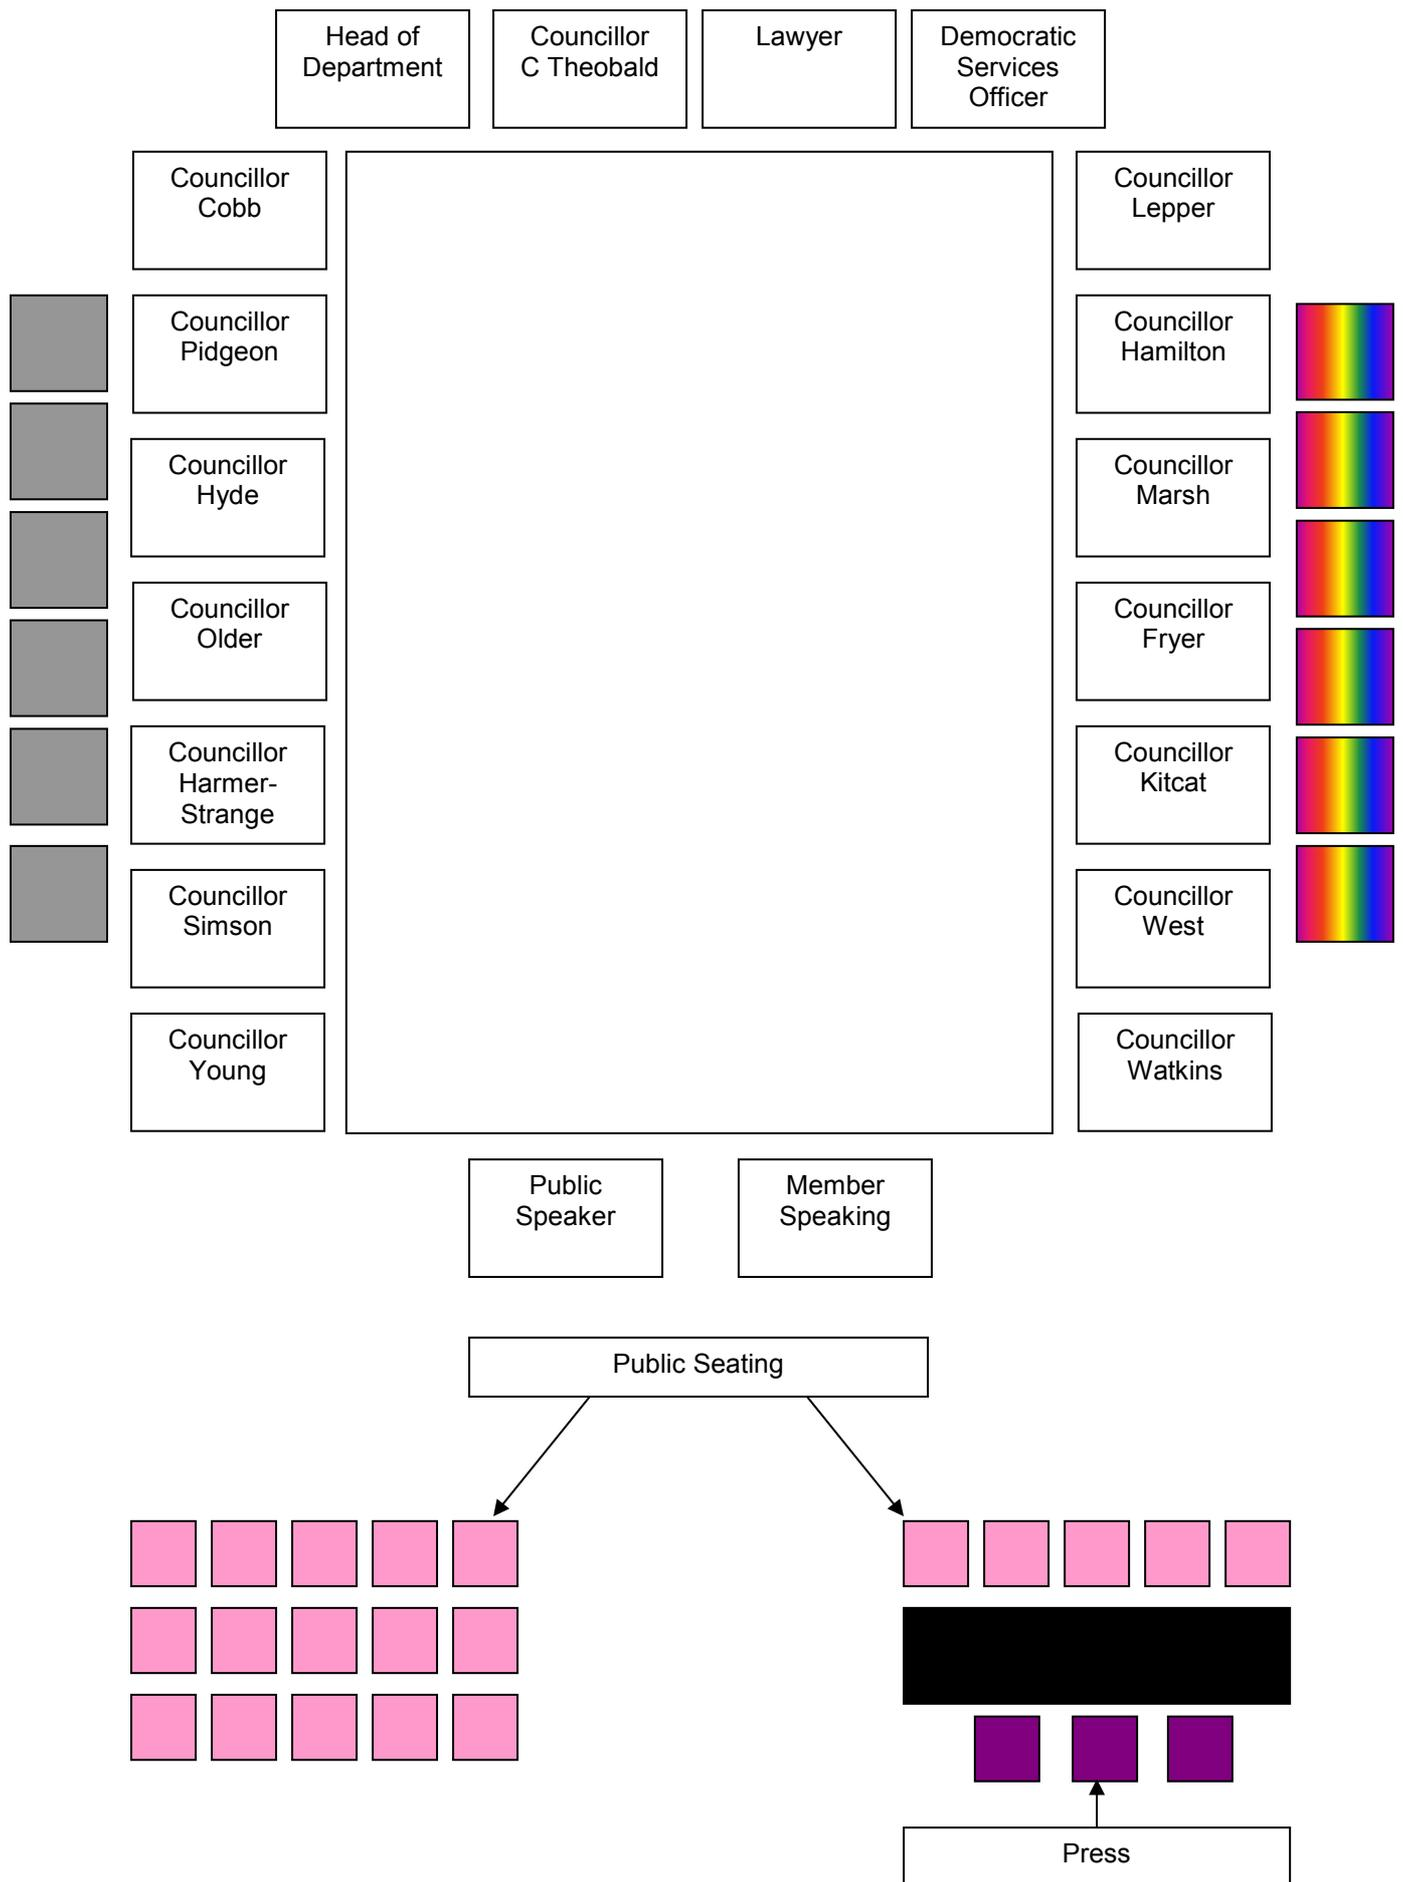 Head of
Department
Councillor
C Theobald
Lawyer
Democratic
Services
Officer
Councillor
Cobb
Councillor
Lepper
Councillor
Pidgeon
Councillor
Hamilton
Councillor
Hyde
Councillor
Marsh
Councillor
Older
Councillor
Fryer
Councillor
Harmer-
Strange
Councillor
Kitcat
Councillor
Simson
Councillor
West
Councillor
Young
Councillor
Watkins
Public
Speaker
Member
Speaking
Public Seating
Press